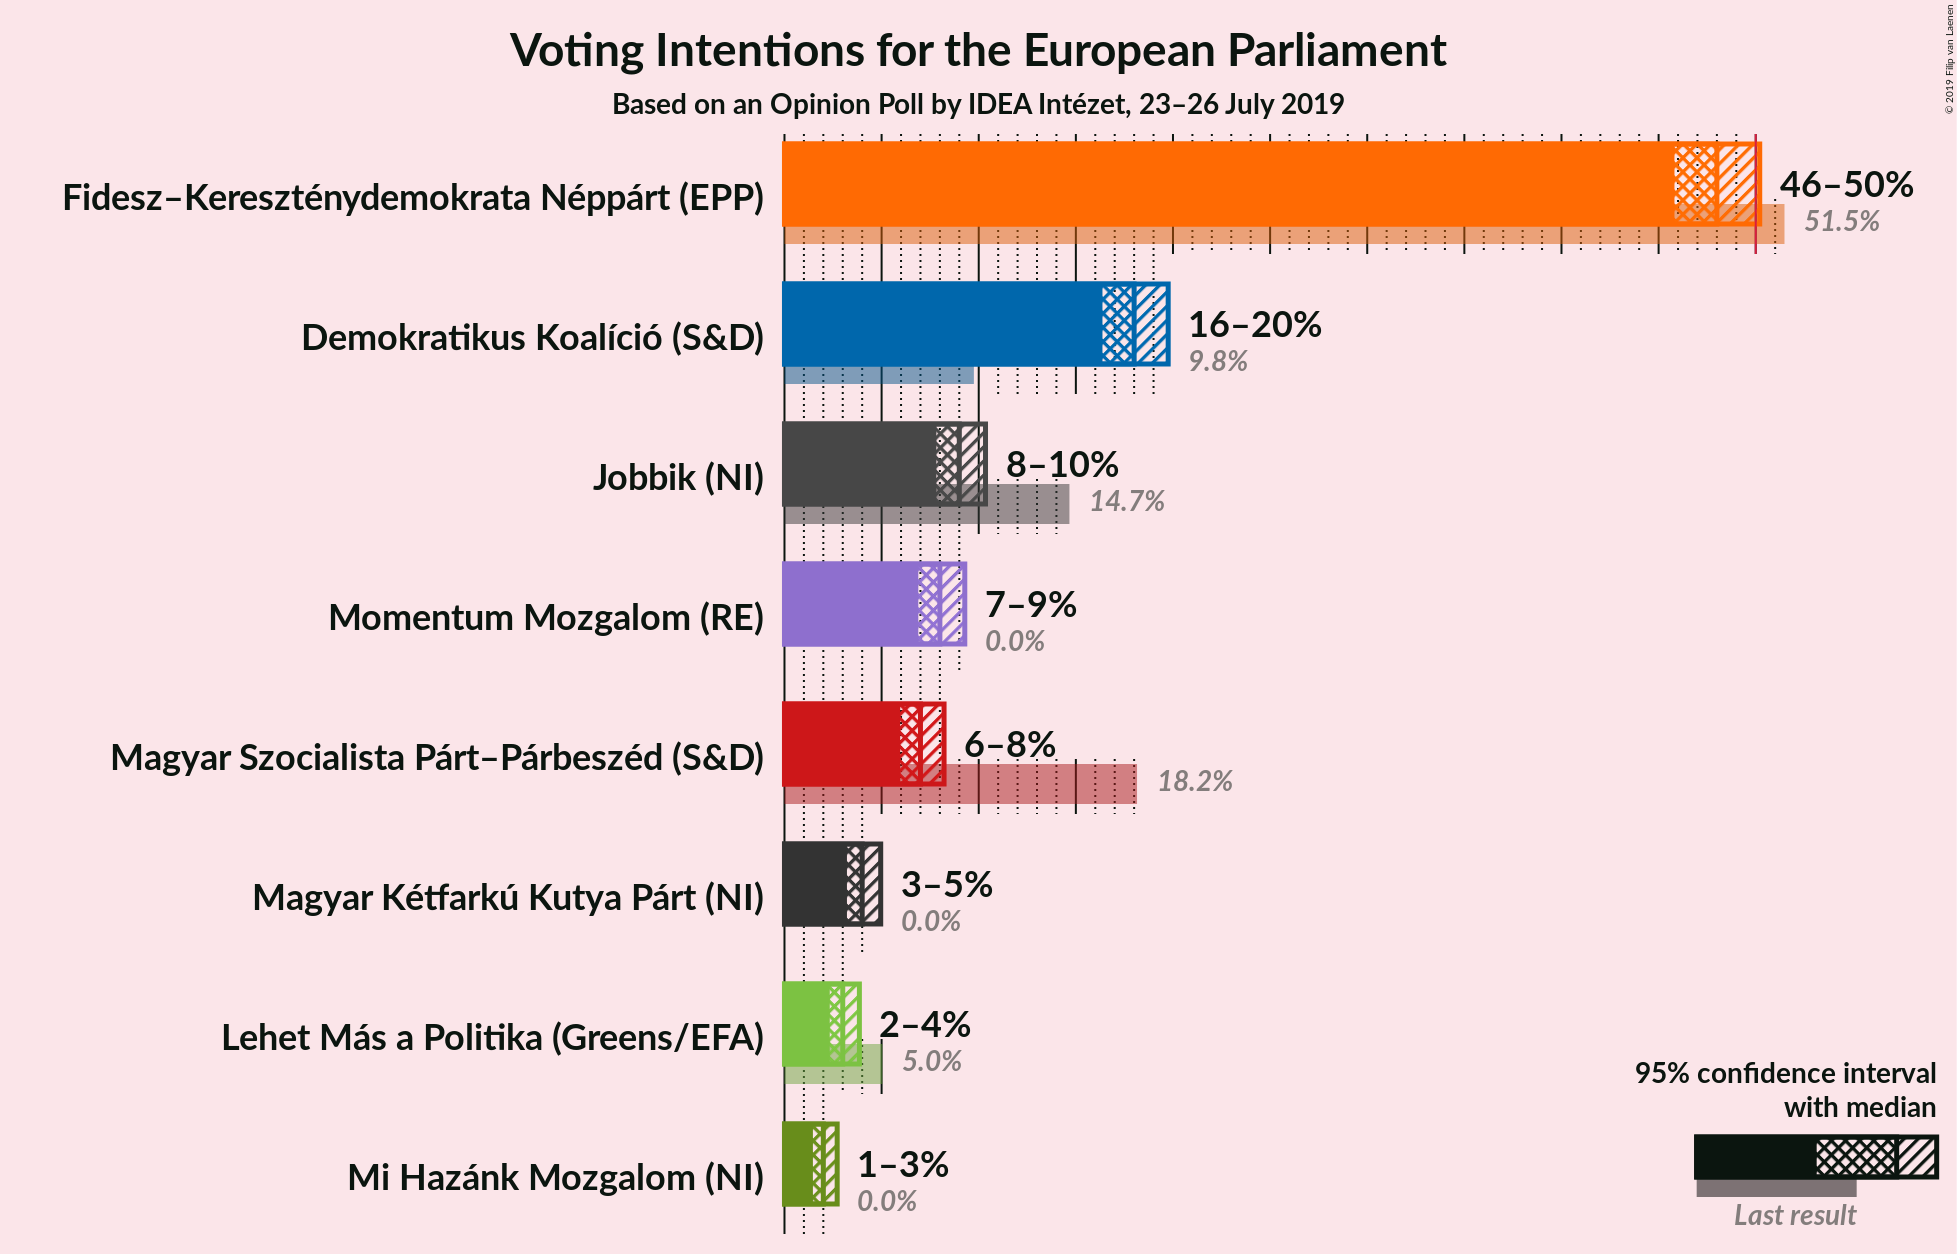 Voting Intentions for the European Parliament
Based on an Opinion Poll by IDEA Intézet, 23–26 July 2019
© 2019 Filip van Laenen
Fidesz–Kereszténydemokrata Néppárt (EPP)
46–50%
51.5%
Demokratikus Koalíció (S&D)
16–20%
9.8%
Jobbik (NI)
8–10%
14.7%
Momentum Mozgalom (RE)
7–9%
0.0%
Magyar Szocialista Párt–Párbeszéd (S&D)
6–8%
18.2%
Magyar Kétfarkú Kutya Párt (NI)
3–5%
0.0%
Lehet Más a Politika (Greens/EFA)
2–4%
5.0%
Mi Hazánk Mozgalom (NI)
1–3%
0.0%
95% confidence interval
with median
Last result